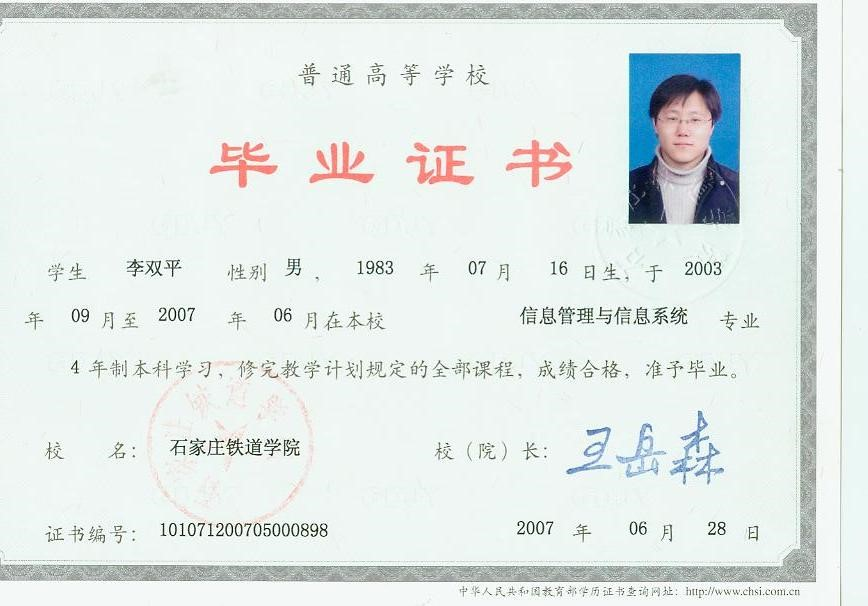 普通高等学校
毕业证书
学生 李双平 性别 男, 1983 年 07 月 16 日生, 于 2003
年 09 月至 2007 年 06 月在本校 信息管理与信息系统 专业
4 年制本科学习, 修完教学计划规定的全部课程, 成绩合格, 准予毕业。
校 名: 石家庄铁道学院 校(院)长: 王岳森
证书编号: 101071200705000898 2007 年 06 月 28 日
中华人民共和国教育部学历证书查询网址: http://www.chsi.com.cn